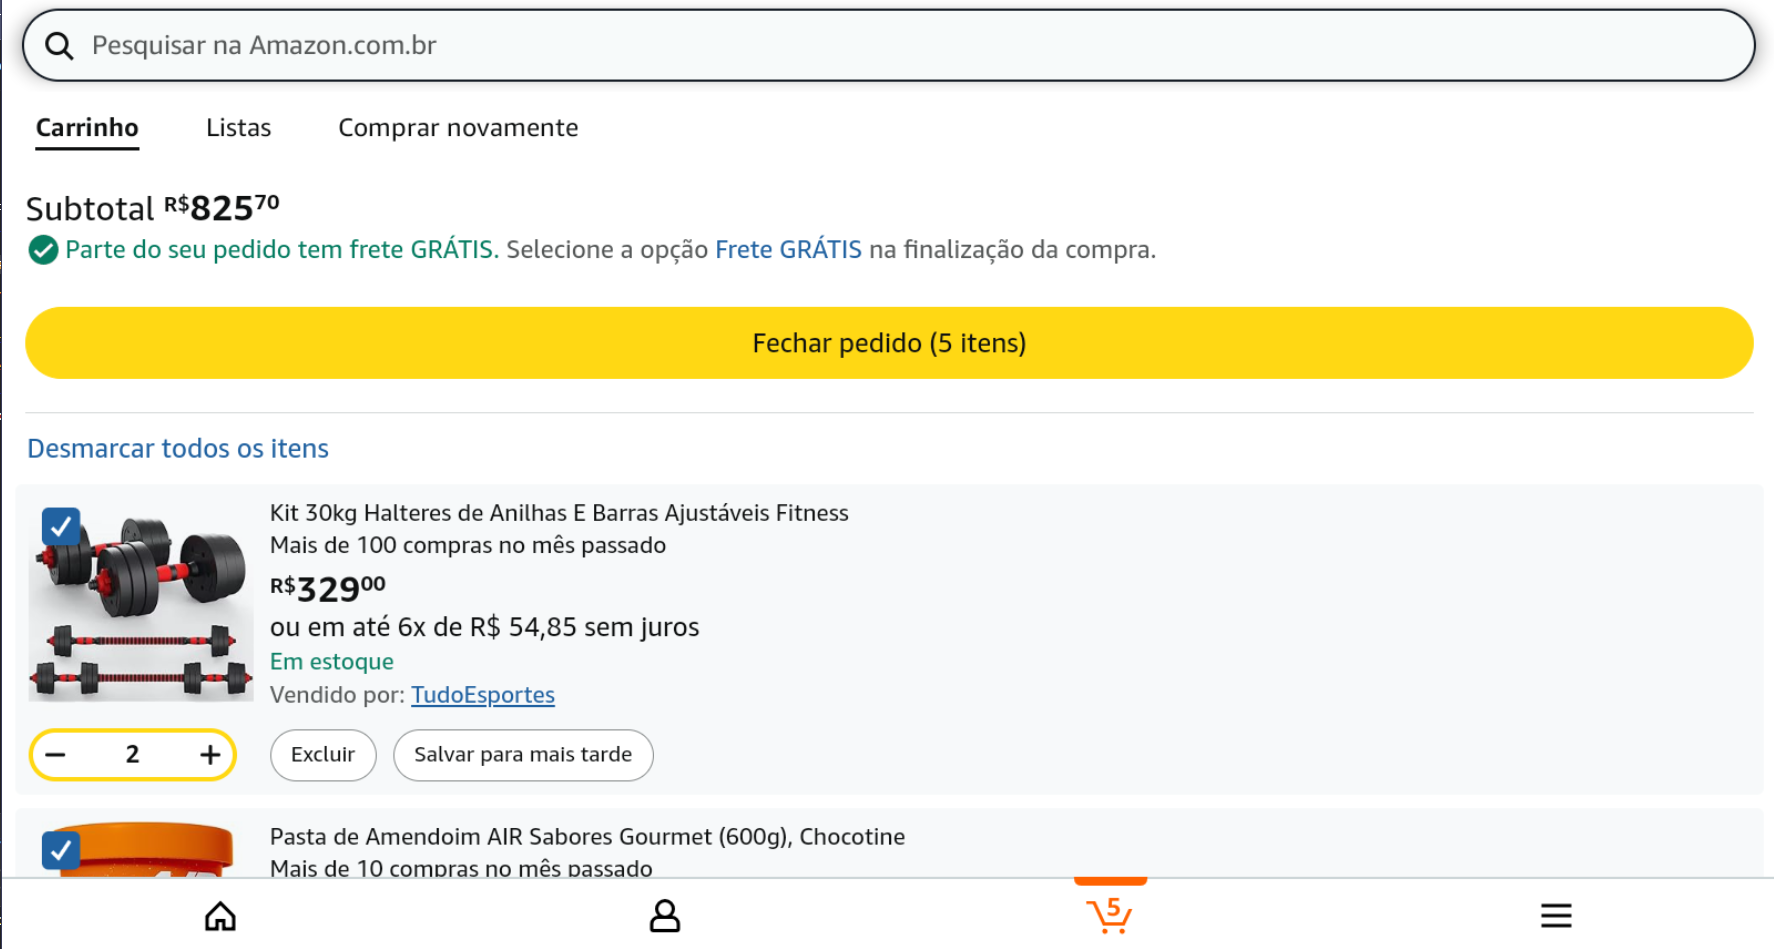 Pesquisar na Amazon.com.br
Carrinho
Listas
Comprar novamente
Subtotal R$82570
Parte do seu pedido tem frete GRÁTIS. Selecione a opção Frete GRÁTIS na finalização da compra.
Fechar pedido (5 itens)
Desmarcar todos os itens
Kit 30kg Halteres de Anilhas E Barras Ajustáveis Fitness
Mais de 100 compras no mês passado
R$32900
ou em até 6x de R$ 54,85 sem juros
Em estoque
Vendido por: TudoEsportes
2
Excluir
Salvar para mais tarde
Pasta de Amendoim AIR Sabores Gourmet (600g), Chocotine
Mais de 10 compras no mês passado
5